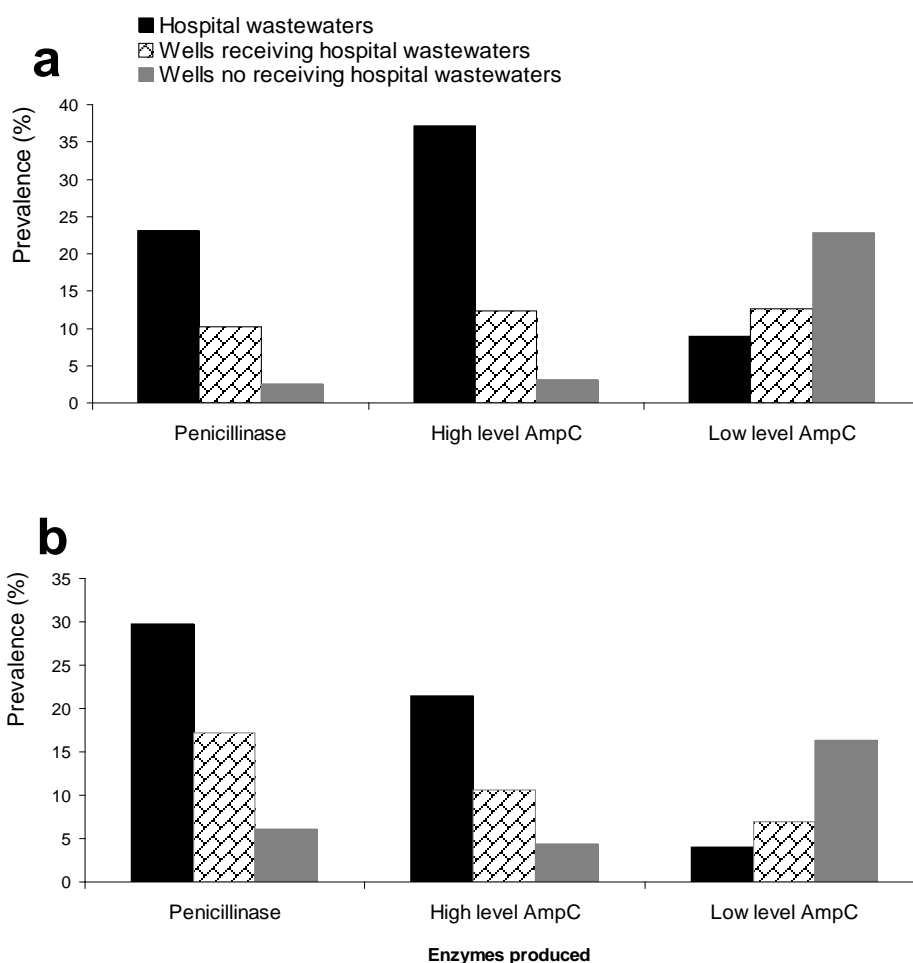 Hospital wastewaters
Wells receiving hospital wastewaters
Wells no receiving hospital wastewaters
a
Prevalence (%)
40
35
30
25
20
15
10
5
0
Penicillinase High level AmpC Low level AmpC
b
Prevalence (%)
35
30
25
20
15
10
5
0
Penicillinase High level AmpC Low level AmpC
Enzymes produced